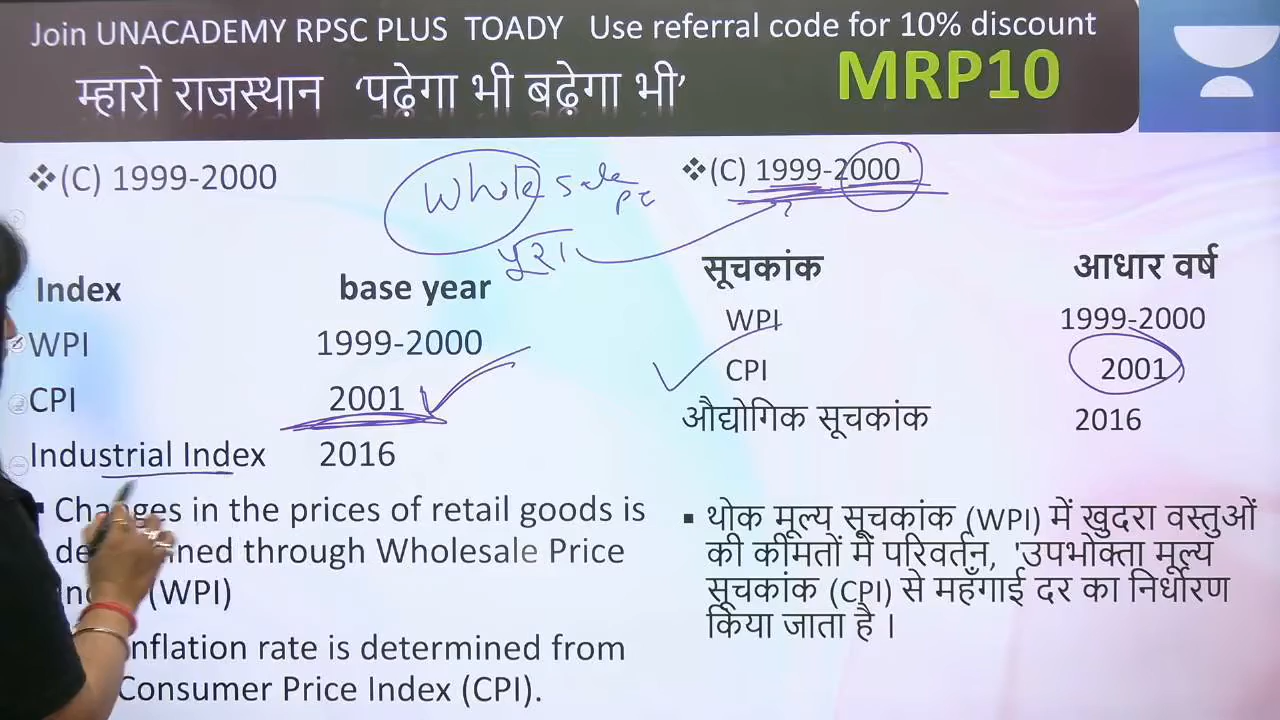 Join UNACADEMY RPSC PLUS TOADY Use referral code for 10% discount
म्हारो राजस्थान ‘पढ़ेगा भी बढ़ेगा भी’
MRP10
❖(C) 1999-2000
Whole Sale
पूरा
Index base year
WPI 1999-2000
CPI 2001
Industrial Index 2016
▪ Changes in the prices of retail goods is
through Wholesale Price
(WPI)
nflation rate is determined from
Consumer Price Index (CPI).
❖(C) 1999-2000
सूचकांक आधार वर्ष
WPI 1999-2000
CPI 2001
औद्योगिक सूचकांक 2016
▪ थोक मूल्य सूचकांक (WPI) में खुदरा वस्तुओं
की कीमतों में परिवर्तन, 'उपभोक्ता मूल्य
सूचकांक (CPI) से महँगाई दर का निर्धारण
किया जाता है ।